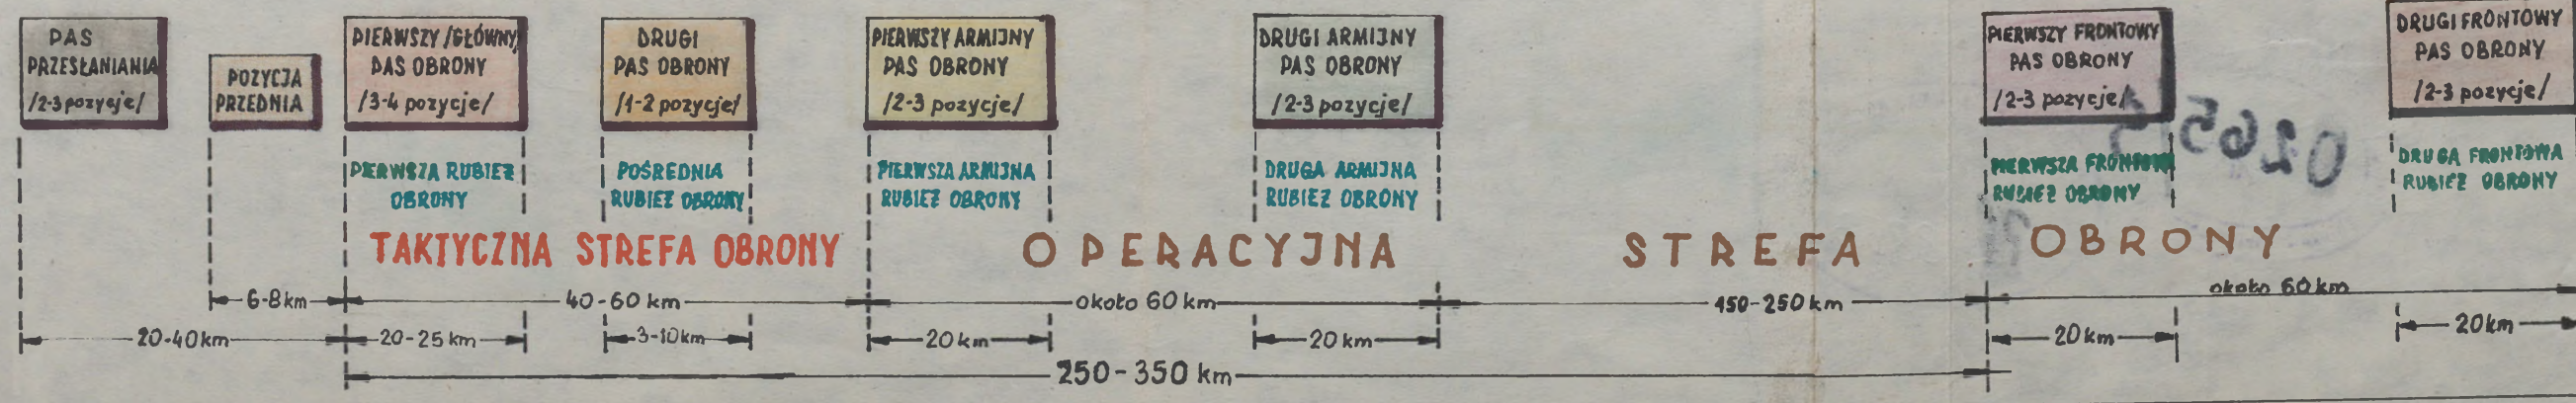 PAS
PRZESŁANIANIA
/2-3 pozycje/
POZYCJA
PRZEDNIA
PIERWSZY /GŁÓWNY/
PAS OBRONY
/3-4 pozycje/
DRUGI
PAS OBRONY
/1-2 pozycje/
PIERWSZY ARMIJNY
PAS OBRONY
/2-3 pozycje/
DRUGI ARMIJNY
PAS OBRONY
/2-3 pozycje/
PIERWSZY FRONTOWY
PAS OBRONY
/2-3 pozycje/
DRUGI FRONTOWY
PAS OBRONY
/2-3 pozycje/
PIERWSZA RUBIEŻ
OBRONY
POŚREDNIA
RUBIEŻ OBRONY
PIERWSZA ARMIJNA
RUBIEŻ OBRONY
DRUGA ARMIJNA
RUBIEŻ OBRONY
PIERWSZA FRONTOWA
RUBIEŻ OBRONY
DRUGA FRONTOWA
RUBIEŻ OBRONY
TAKTYCZNA STREFA OBRONY
OPERACYJNA STREFA OBRONY
6-8 km
40-60 km
około 60 km
150-250 km
około 60 km
20-40 km
20-25 km
3-10 km
20 km
20 km
20 km
20 km
250-350 km